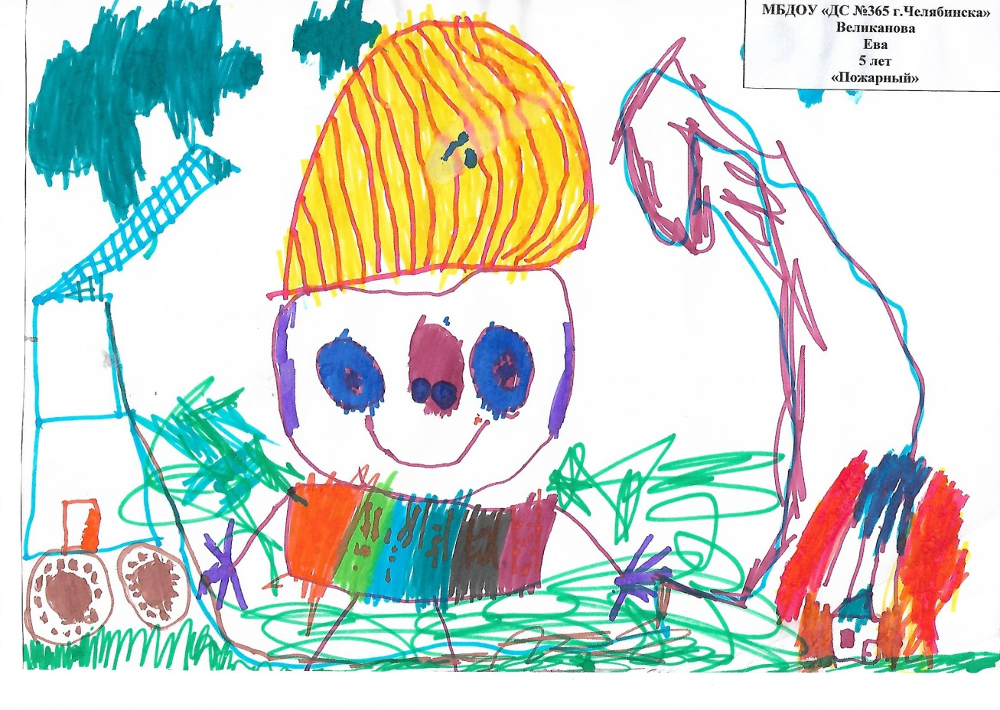 МБДОУ «ДС №365 г.Челябинска»
Великанова
Ева
5 лет
«Пожарный»